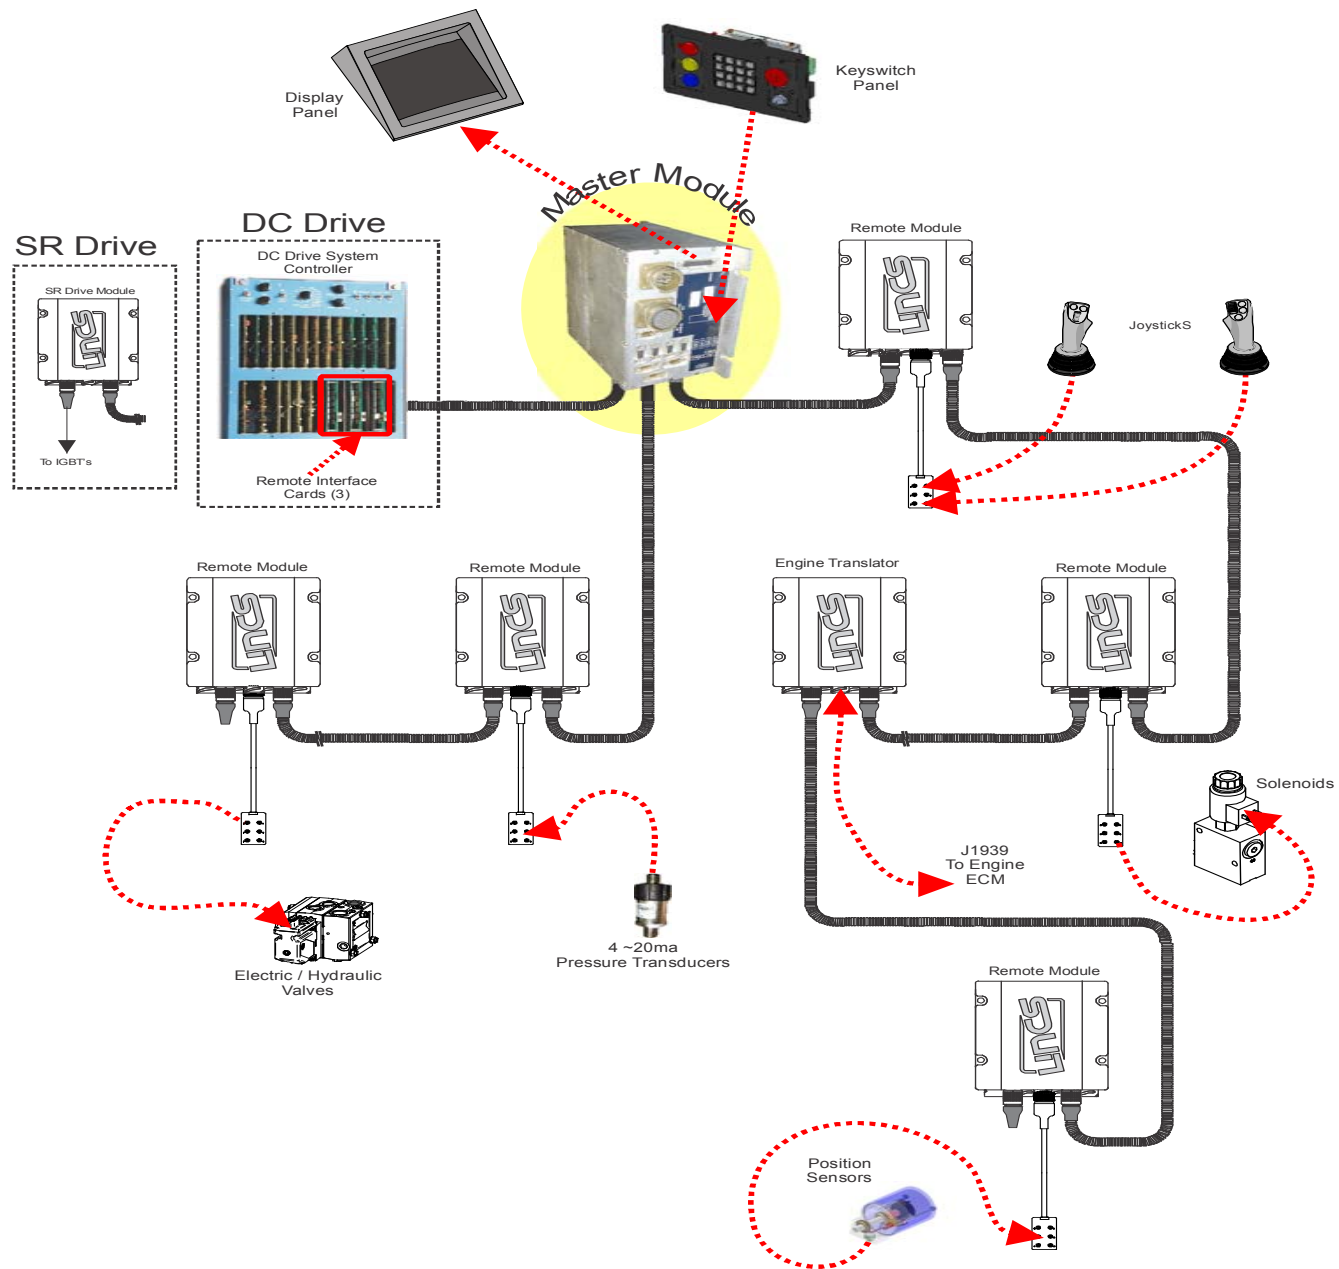 Display
Panel
Keyswitch
Panel
Master Module
SR Drive
SR Drive Module
To IGBT's
DC Drive
DC Drive System
Controller
Remote Interface
Cards (3)
Remote Module
JoystickS
Remote Module
Remote Module
Engine Translator
Remote Module
Solenoids
J1939
To Engine
ECM
4 ~20ma
Pressure Transducers
Electric / Hydraulic
Valves
Remote Module
Position
Sensors